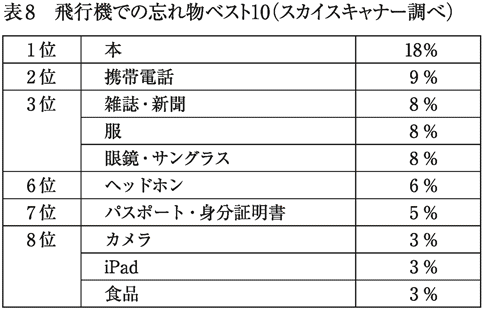 表8 飛行機での忘れ物ベスト10(スカイスキャナー調べ)
1位 本 18%
2位 携帯電話 9%
3位 雑誌・新聞 8%
服 8%
眼鏡・サングラス 8%
6位 ヘッドホン 6%
7位 パスポート・身分証明書 5%
8位 カメラ 3%
iPad 3%
食品 3%